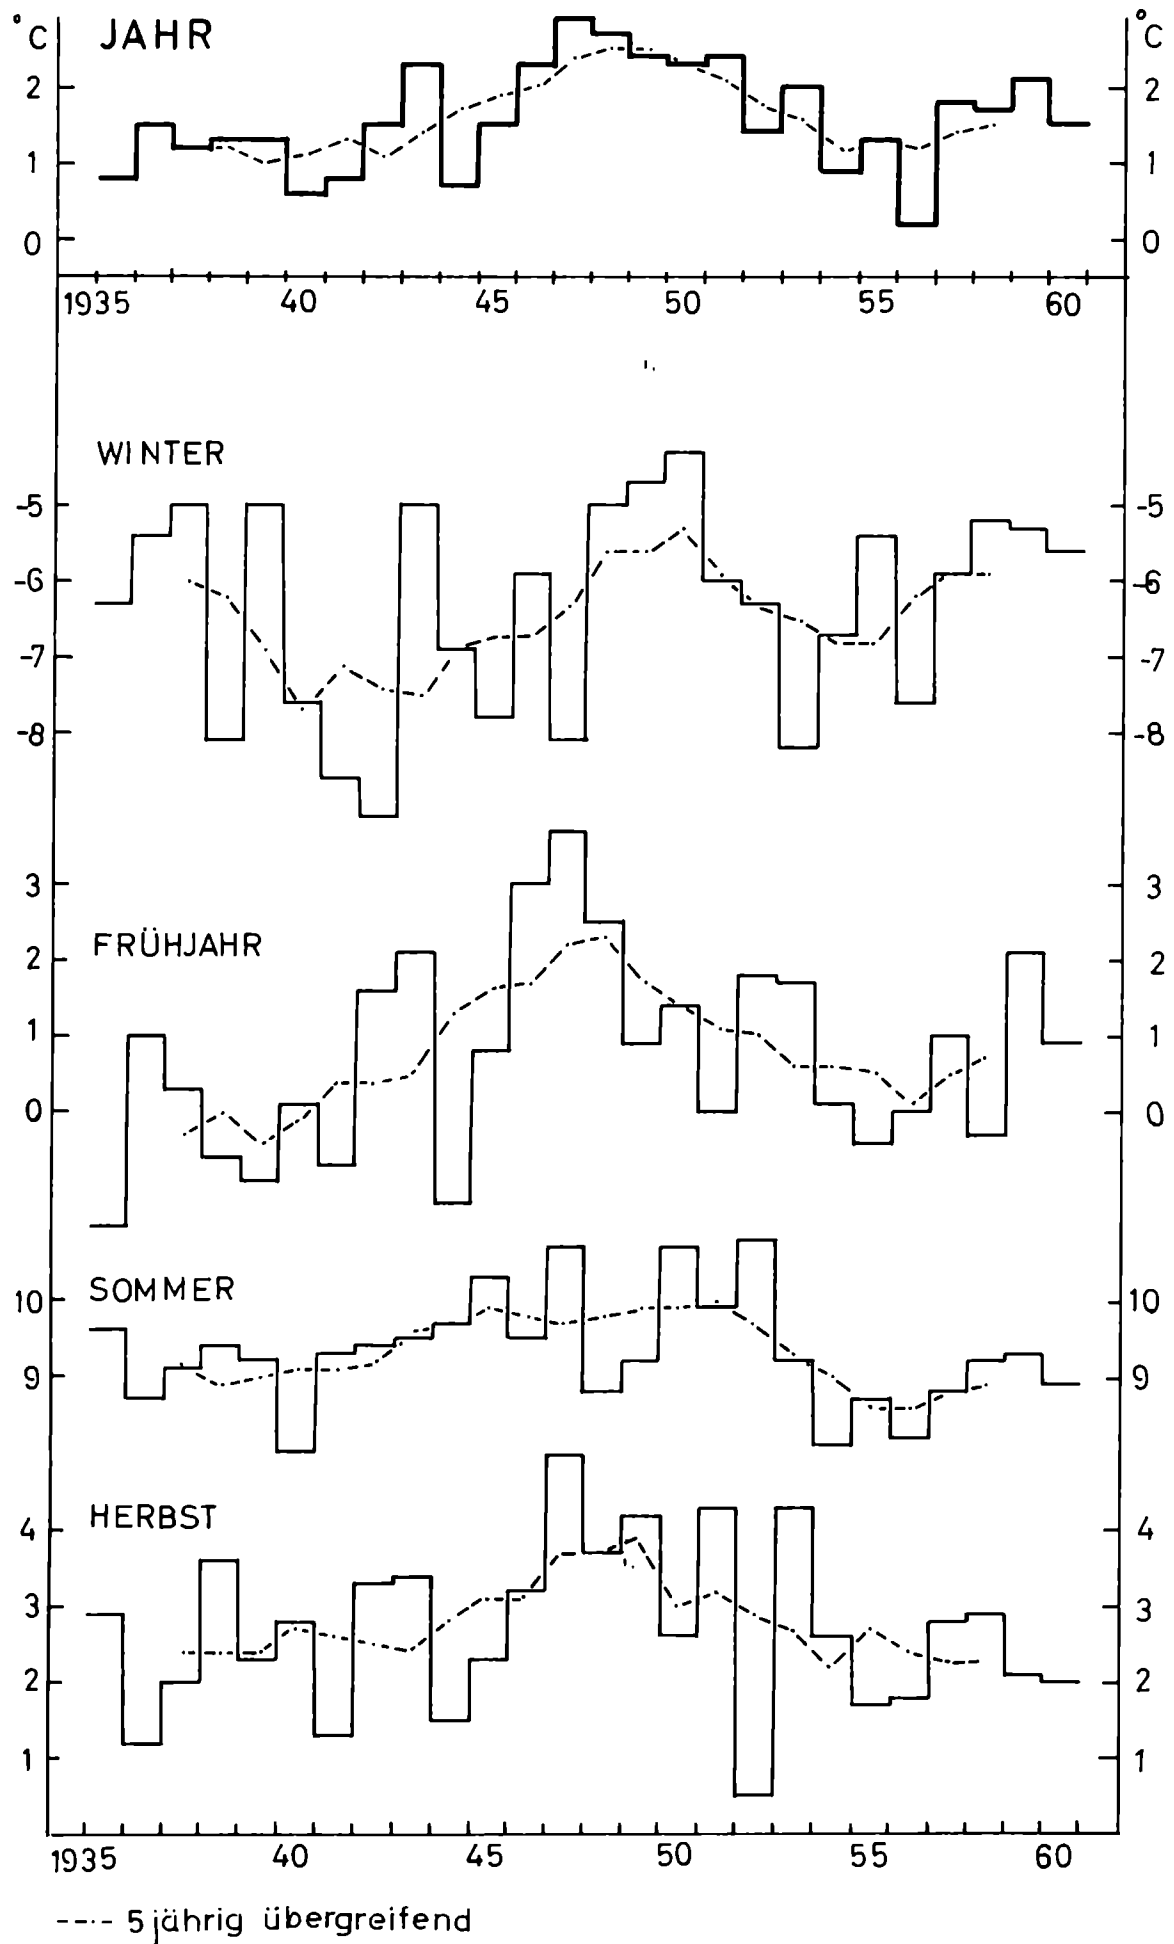 °C JAHR °C
2 2
1 1
0 0
1935 40 45 50 55 60
WINTER
-5 -5
-6 -6
-7 -7
-8 -8
3 3
FRÜHJAHR
2 2
1 1
0 0
SOMMER
10 10
9 9
HERBST
4 4
3 3
2 2
1 1
1935 40 45 50 55 60
5jährig übergreifend